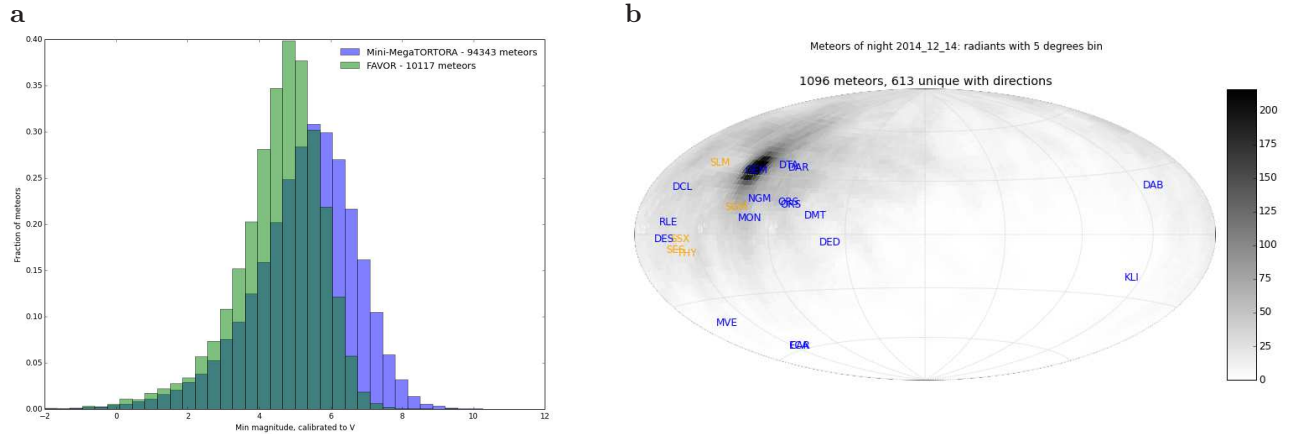 a
b
Mini-MegaTORTORA - 94343 meteors
FAVOR - 10117 meteors
0.40
0.35
0.30
0.25
0.20
0.15
0.10
0.05
0.00
Fraction of meteors
-2 0 2 4 6 8 10 12
Min magnitude, calibrated to V
Meteors of night 2014_12_14: radiants with 5 degrees bin
1096 meteors, 613 unique with directions
SLM
DTA
DAR
DCL
DAB
NGM
ORS
ORS
MON
DMT
RLE
DES
SSX
DED
THY
KLI
MVE
200
175
150
125
100
75
50
25
0